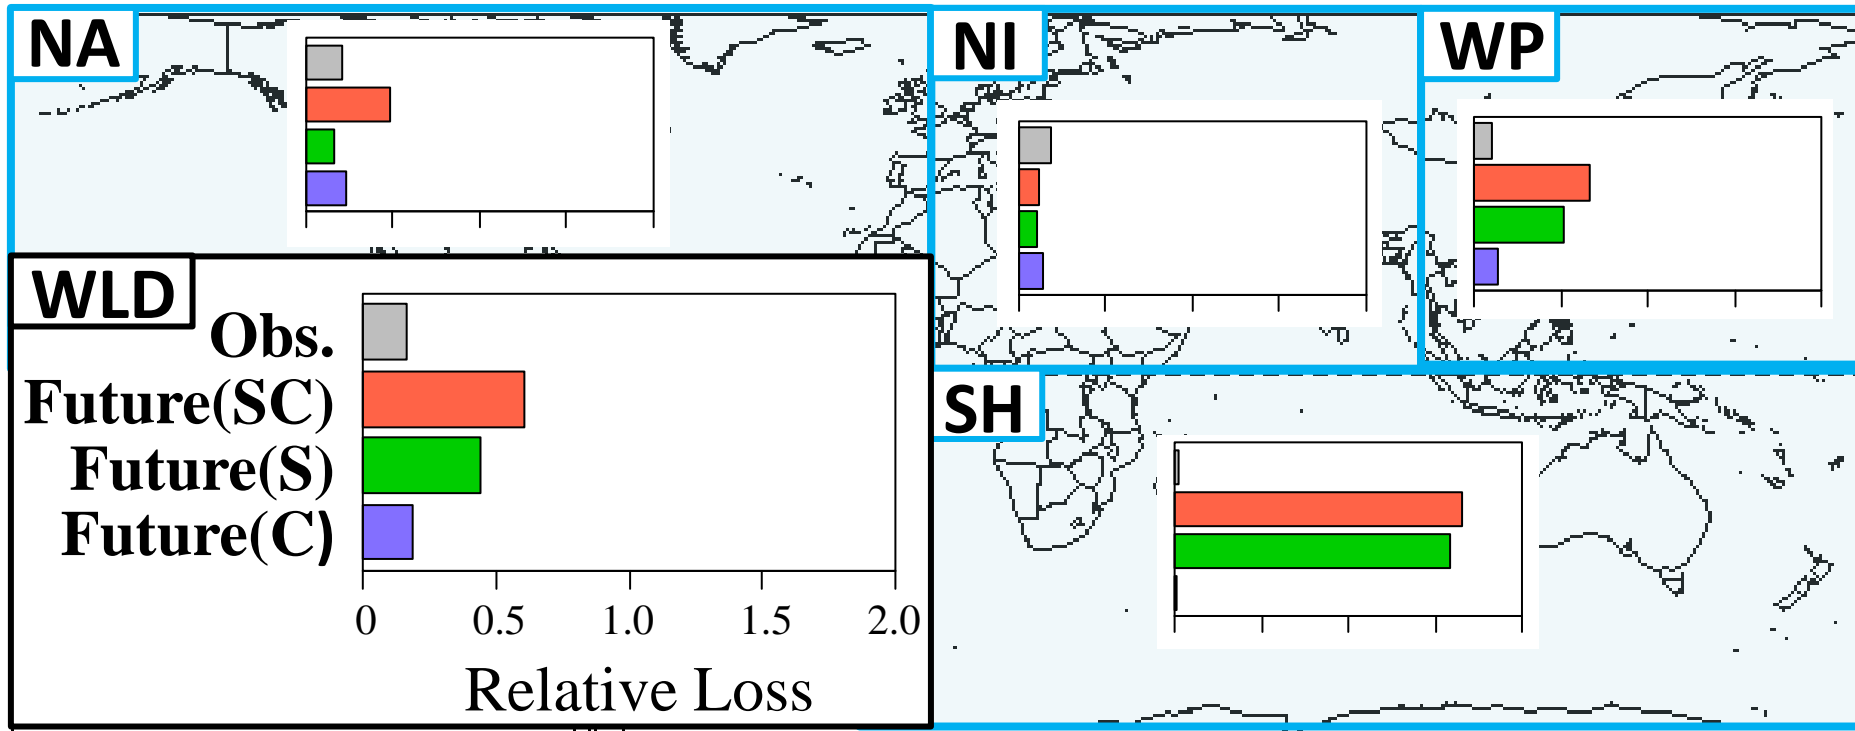 NA
NI
WP
WLD
Obs.
Future(SC)
Future(S)
Future(C)
0 0.5 1.0 1.5 2.0
Relative Loss
SH